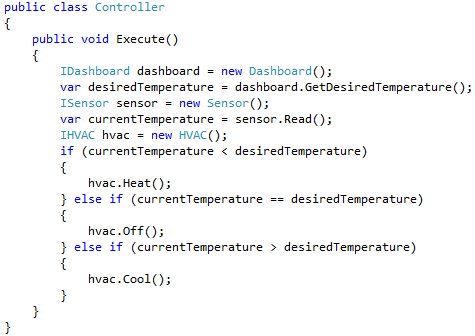 public class Controller
{
    public void Execute()
    {
        IDashboard dashboard = new Dashboard();
        var desiredTemperature = dashboard.GetDesiredTemperature();
        ISensor sensor = new Sensor();
        var currentTemperature = sensor.Read();
        IHVAC hvac = new HVAC();
        if (currentTemperature < desiredTemperature)
        {
            hvac.Heat();
        } else if (currentTemperature == desiredTemperature)
        {
            hvac.Off();
        } else if (currentTemperature > desiredTemperature)
        {
            hvac.Cool();
        }
    }
}